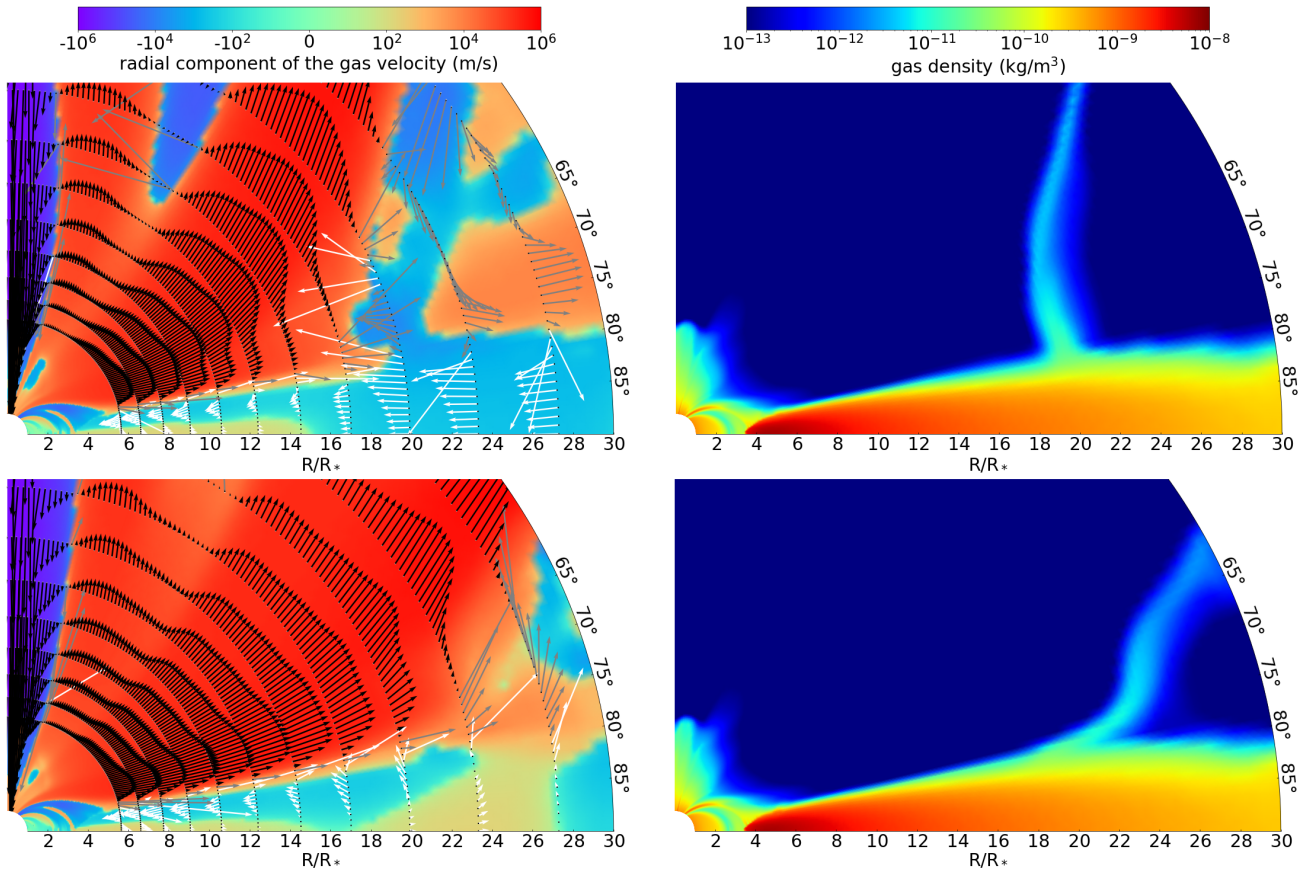 -10⁶ -10⁴ -10² 0 10² 10⁴ 10⁶
radial component of the gas velocity (m/s)
10⁻¹³ 10⁻¹² 10⁻¹¹ 10⁻¹⁰ 10⁻⁹ 10⁻⁸
gas density (kg/m³)
65°
70°
75°
80°
85°
2 4 6 8 10 12 14 16 18 20 22 24 26 28 30
R/R*
65°
70°
75°
80°
85°
2 4 6 8 10 12 14 16 18 20 22 24 26 28 30
R/R*
65°
70°
75°
80°
85°
2 4 6 8 10 12 14 16 18 20 22 24 26 28 30
R/R*
65°
70°
75°
80°
85°
2 4 6 8 10 12 14 16 18 20 22 24 26 28 30
R/R*